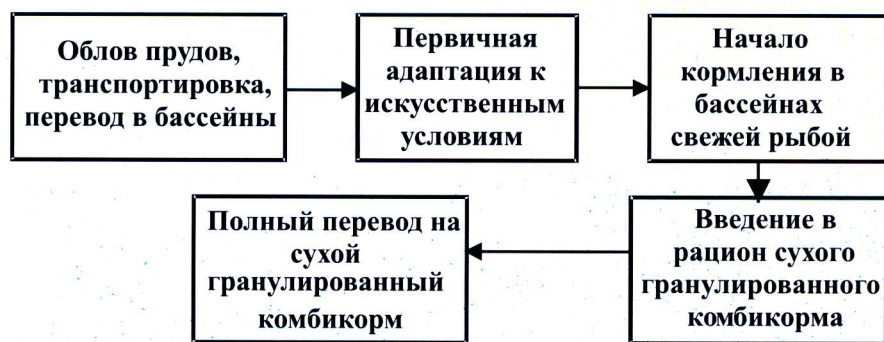 Облов прудов,
транспортировка,
перевод в бассейны
Первичная
адаптация к
искусственным
условиям
Начало
кормления в
бассейнах
свежей рыбой
Введение в
рацион сухого
гранулированного
комбикорма
Полный перевод на
сухой
гранулированный
комбикорм